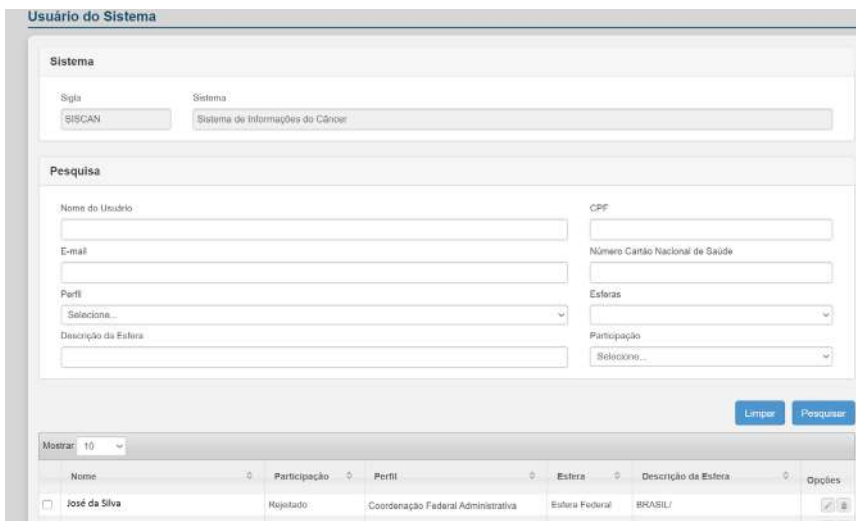 Usuário do Sistema
Sistema
Sigla Sistema
SISCAN Sistema de Informações do Câncer
Pesquisa
Nome do Usuário CPF
E-mail Número Cartão Nacional de Saúde
Perfil Esferas
Selecione...
Descrição da Esfera Participação
Selecione...
Limpar Pesquisar
Mostrar 10
Nome Participação Perfil Esfera Descrição da Esfera Opções
José da Silva Rejeitado Coordenação Federal Administrativa Esfera Federal BRASIL/